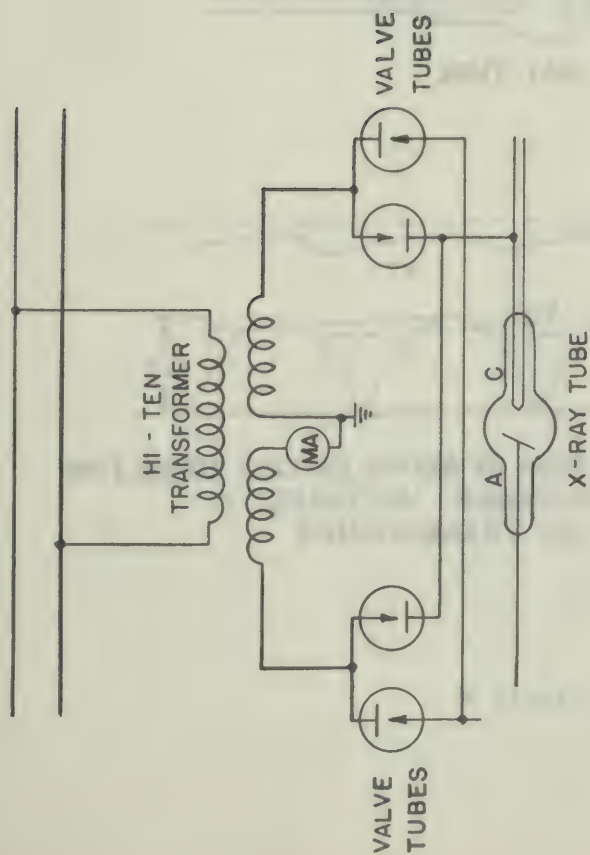 HI - TEN
TRANSFORMER
MA
VALVE
TUBES
VALVE
TUBES
A
C
X-RAY TUBE